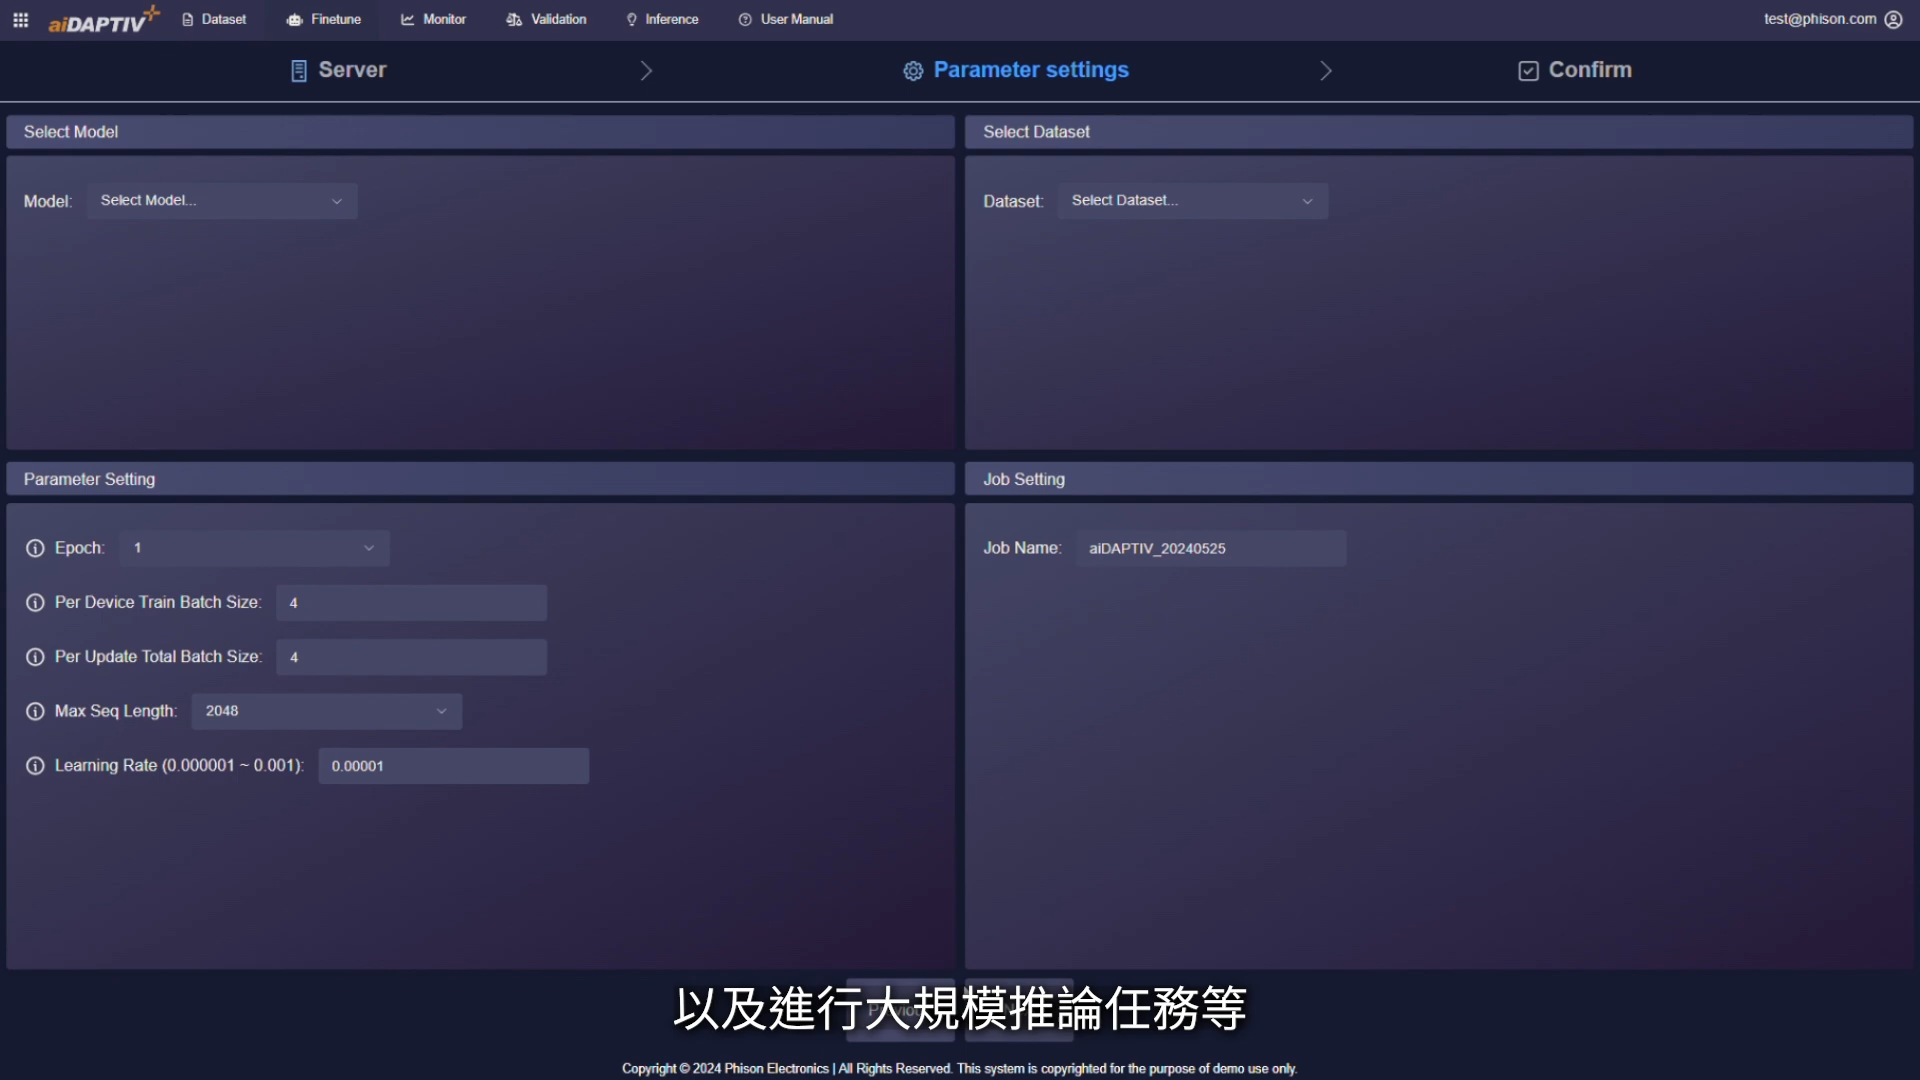 aiDAPTIV+
Dataset
Finetune
Monitor
Validation
Inference
User Manual
test@phison.com
Server
Parameter settings
Confirm
Select Model
Select Dataset
Model: Select Model...
Dataset: Select Dataset...
Parameter Setting
Job Setting
Epoch: 1
Job Name: aiDAPTIV_20240525
Per Device Train Batch Size: 4
Per Update Total Batch Size: 4
Max Seq Length: 2048
Learning Rate (0.000001 ~ 0.001): 0.00001
以及進行大規模推論任務等
Copyright © 2024 Phison Electronics | All Rights Reserved. This system is copyrighted for the purpose of demo use only.